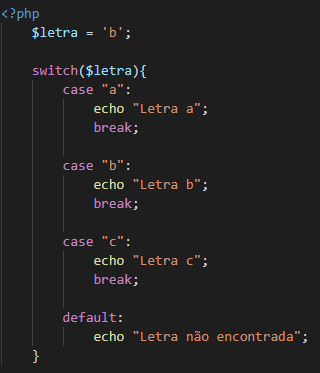 <?php
$letra = 'b';
switch($letra){
case "a":
echo "Letra a";
break;
case "b":
echo "Letra b";
break;
case "c":
echo "Letra c";
break;
default:
echo "Letra não encontrada";
}